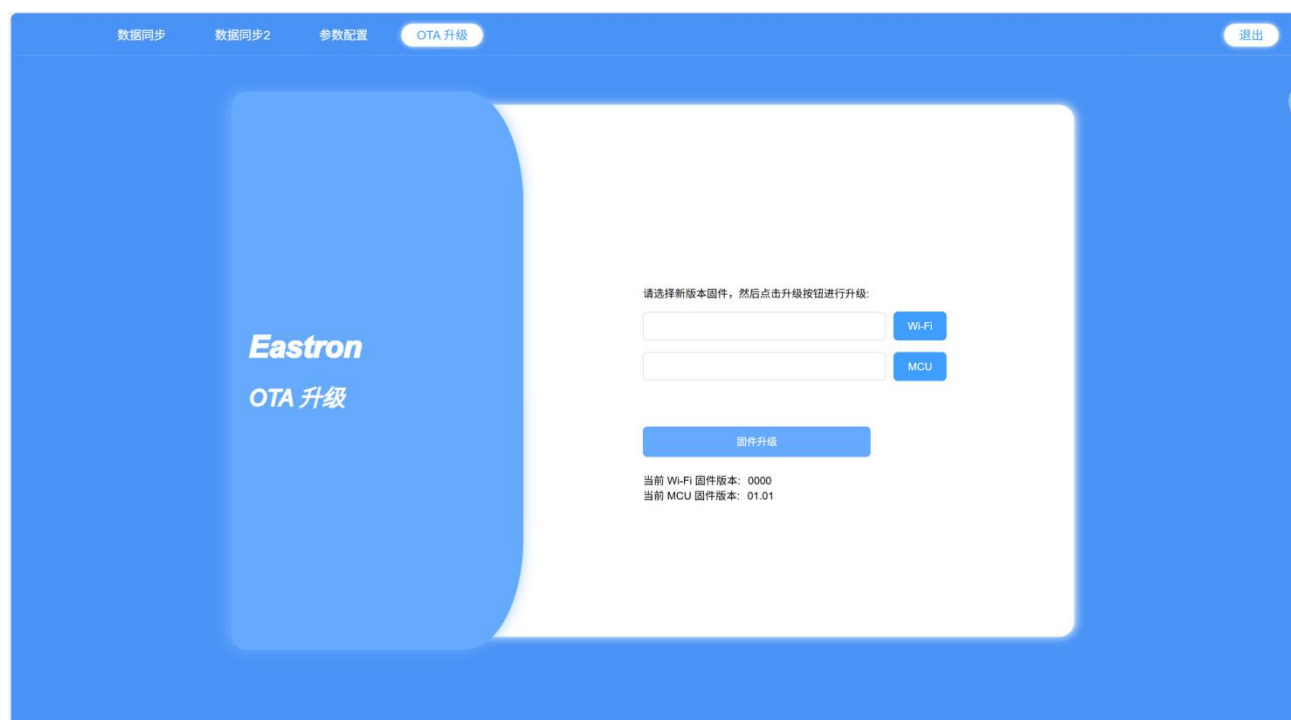 数据同步
数据同步2
参数配置
OTA 升级
退出
Eastron
OTA 升级
请选择新版本固件，然后点击升级按钮进行升级:
Wi-Fi
MCU
固件升级
当前 Wi-Fi 固件版本: 0000
当前 MCU 固件版本: 01.01